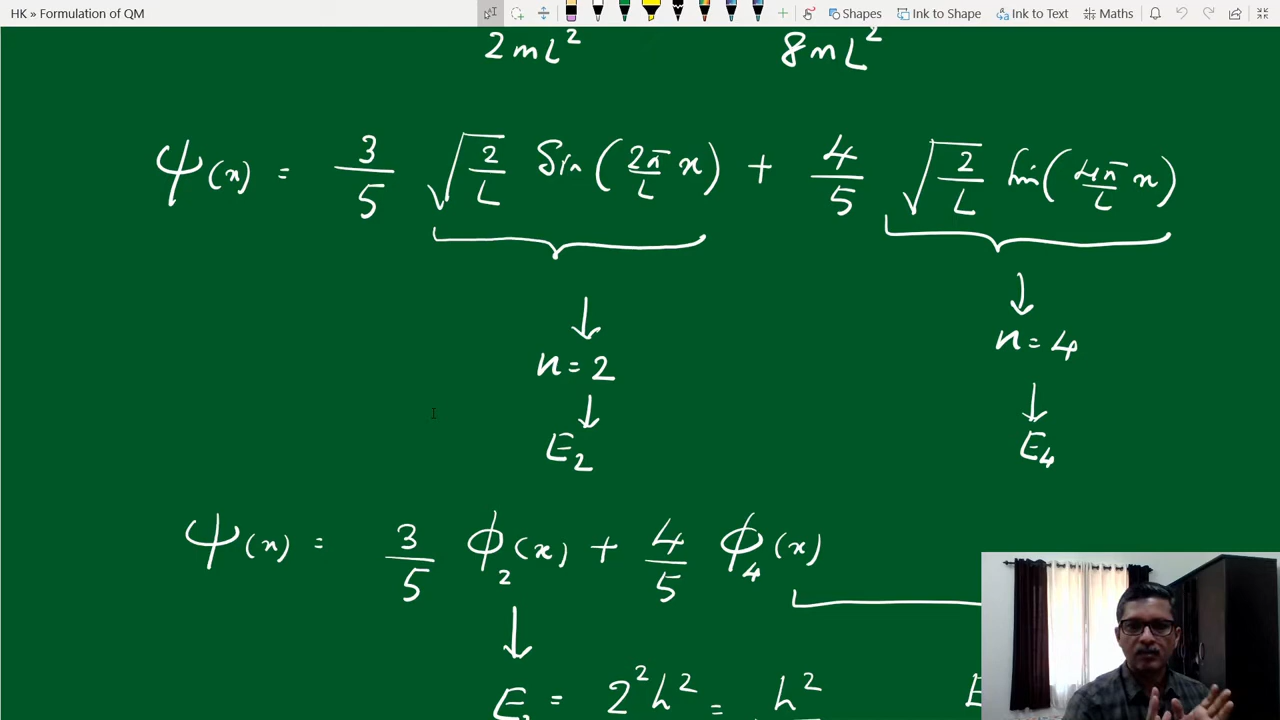 HK » Formulation of QM
Shapes Ink to Shape Ink to Text Maths
2mL² 8mL²
ψ(x) = 3/5 √(2/L) Sin(2π/L x) + 4/5 √(2/L) Sin(4π/L x)
↓ ↓
n = 2 n = 4
↓ ↓
E₂ E₄
ψ(x) = 3/5 ϕ₂(x) + 4/5 ϕ₄(x)
↓
E₂ = 2²h² = h² E